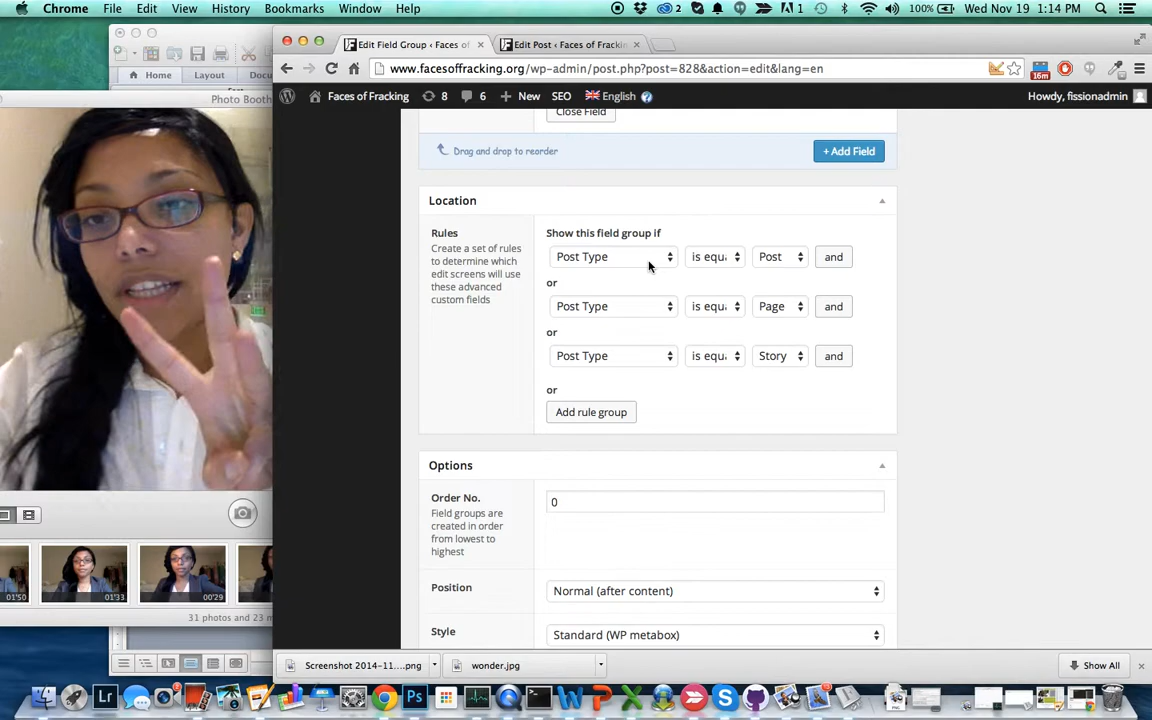 Chrome File Edit View History Bookmarks Window Help 2 1 100% Wed Nov 19 1:14 PM
Home Layout
Photo Booth
Edit Field Group ‹ Faces of × Edit Post ‹ Faces of Frackin ×
www.facesoffracking.org/wp-admin/post.php?post=828&action=edit&lang=en 16m
Faces of Fracking 8 6 + New SEO English Howdy, fissionadmin
Close Field
Drag and drop to reorder + Add Field
Location
Rules
Create a set of rules
to determine which
edit screens will use
these advanced
custom fields
Show this field group if
Post Type is equ Post and
or
Post Type is equ Page and
or
Post Type is equ Story and
or
Add rule group
Options
Order No.
Field groups are
created in order
from lowest to
highest
0
Position Normal (after content)
Style Standard (WP metabox)
01:50 01:33 00:29
31 photos and 23 m
Screenshot 2014-11....png wonder.jpg Show All